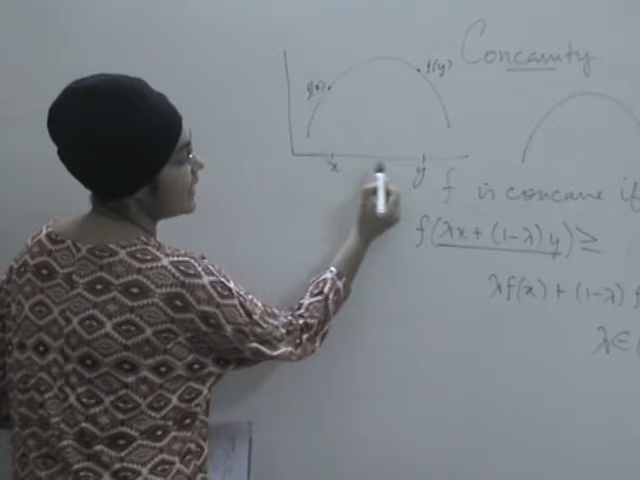 Concavity
f(x)
f(y)
x
y
f is concave if
f(λx + (1-λ) y) ≥
λf(x) + (1-λ) f
λ ∈